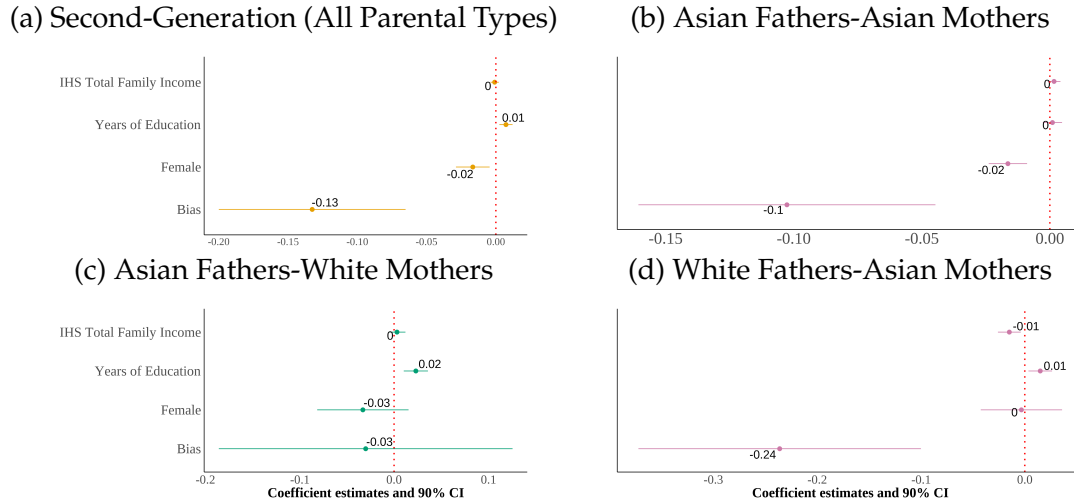 (a) Second-Generation (All Parental Types)
IHS Total Family Income
Years of Education
Female
Bias
0
0.01
-0.02
-0.13
-0.20 -0.15 -0.10 -0.05 0.00
(b) Asian Fathers-Asian Mothers
0
0
-0.02
-0.1
-0.15 -0.10 -0.05 0.00
(c) Asian Fathers-White Mothers
IHS Total Family Income
Years of Education
Female
Bias
0
0.02
-0.03
-0.03
-0.2 -0.1 0.0 0.1
Coefficient estimates and 90% CI
(d) White Fathers-Asian Mothers
-0.01
0.01
0
-0.24
-0.3 -0.2 -0.1 0.0
Coefficient estimates and 90% CI